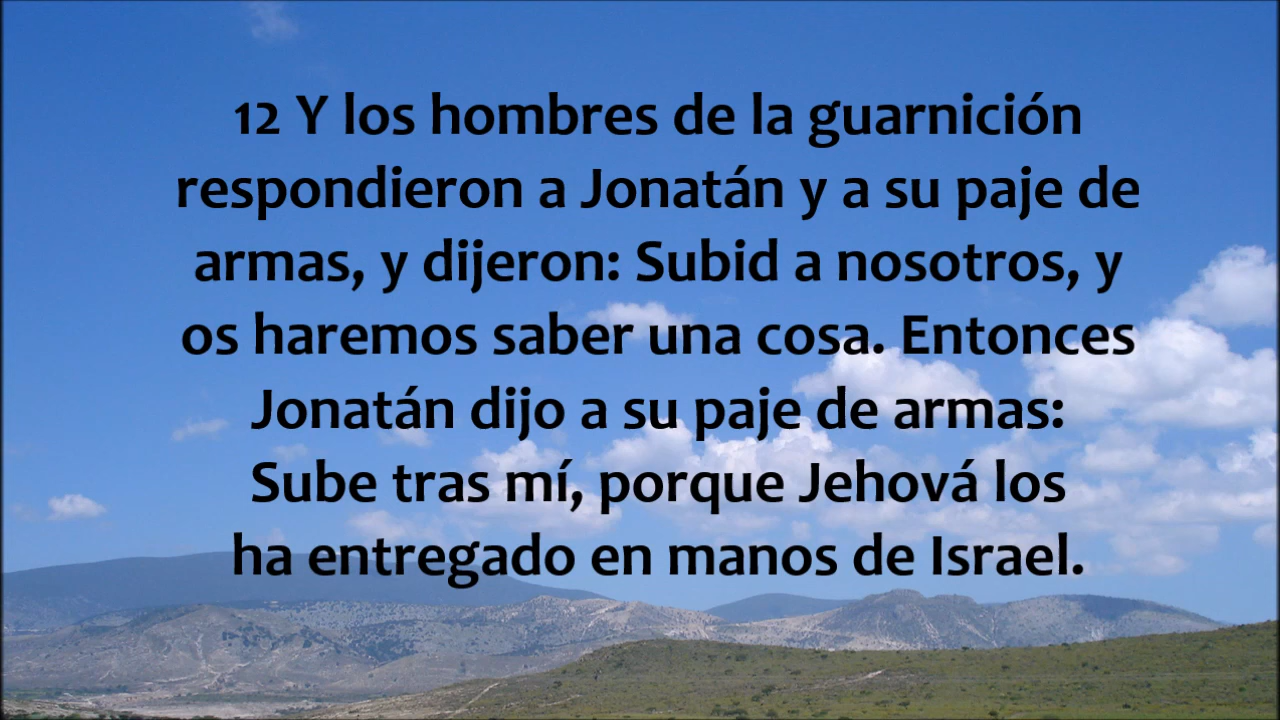 12 Y los hombres de la guarnición
respondieron a Jonatán y a su paje de
armas, y dijeron: Subid a nosotros, y
os haremos saber una cosa. Entonces
Jonatán dijo a su paje de armas:
Sube tras mí, porque Jehová los
ha entregado en manos de Israel.